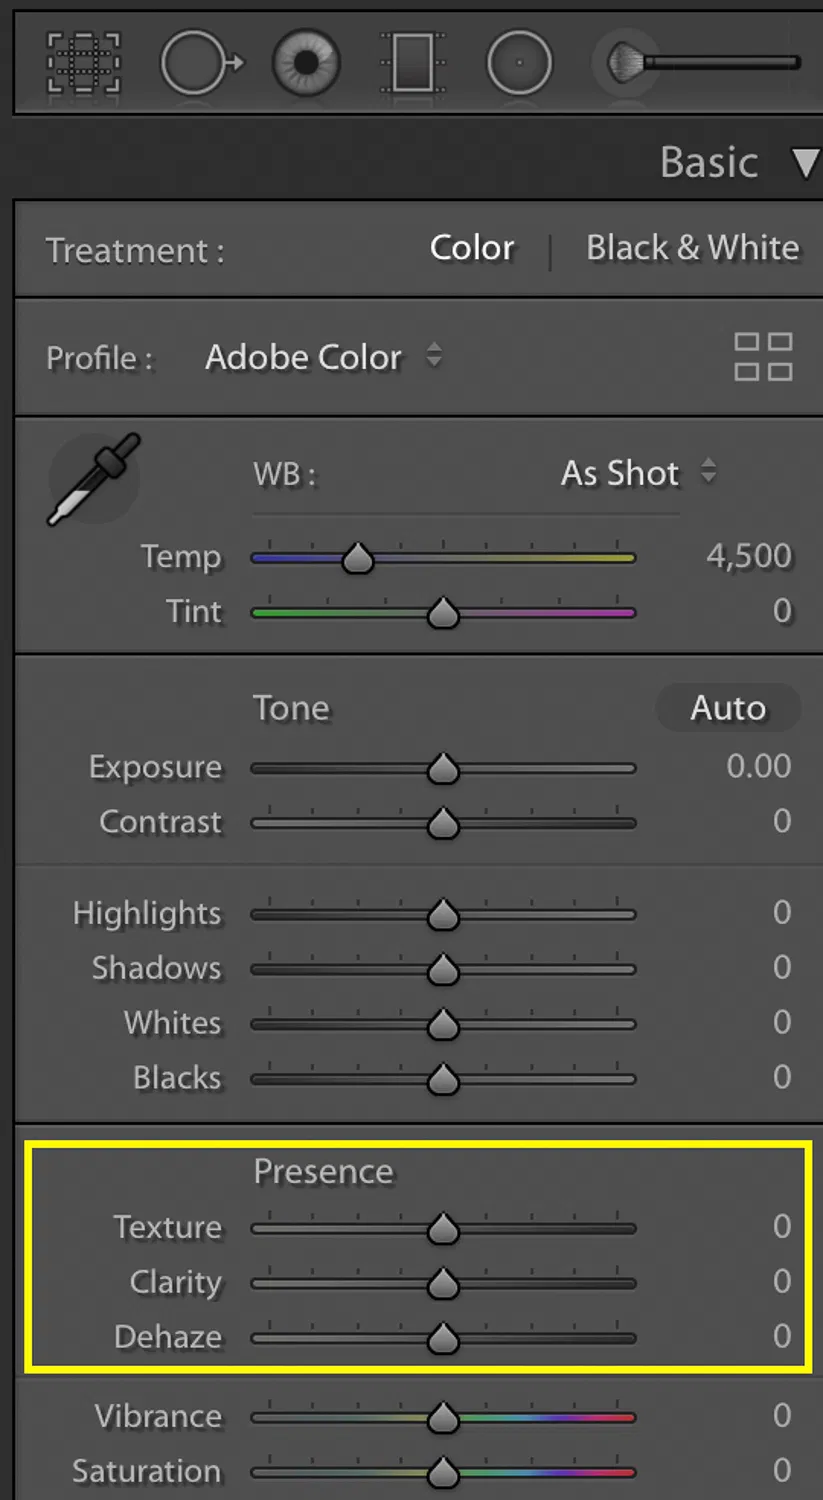 Basic
Treatment : Color | Black & White
Profile : Adobe Color
WB : As Shot
Temp 4,500
Tint 0
Tone Auto
Exposure 0.00
Contrast 0
Highlights 0
Shadows 0
Whites 0
Blacks 0
Presence
Texture 0
Clarity 0
Dehaze 0
Vibrance 0
Saturation 0